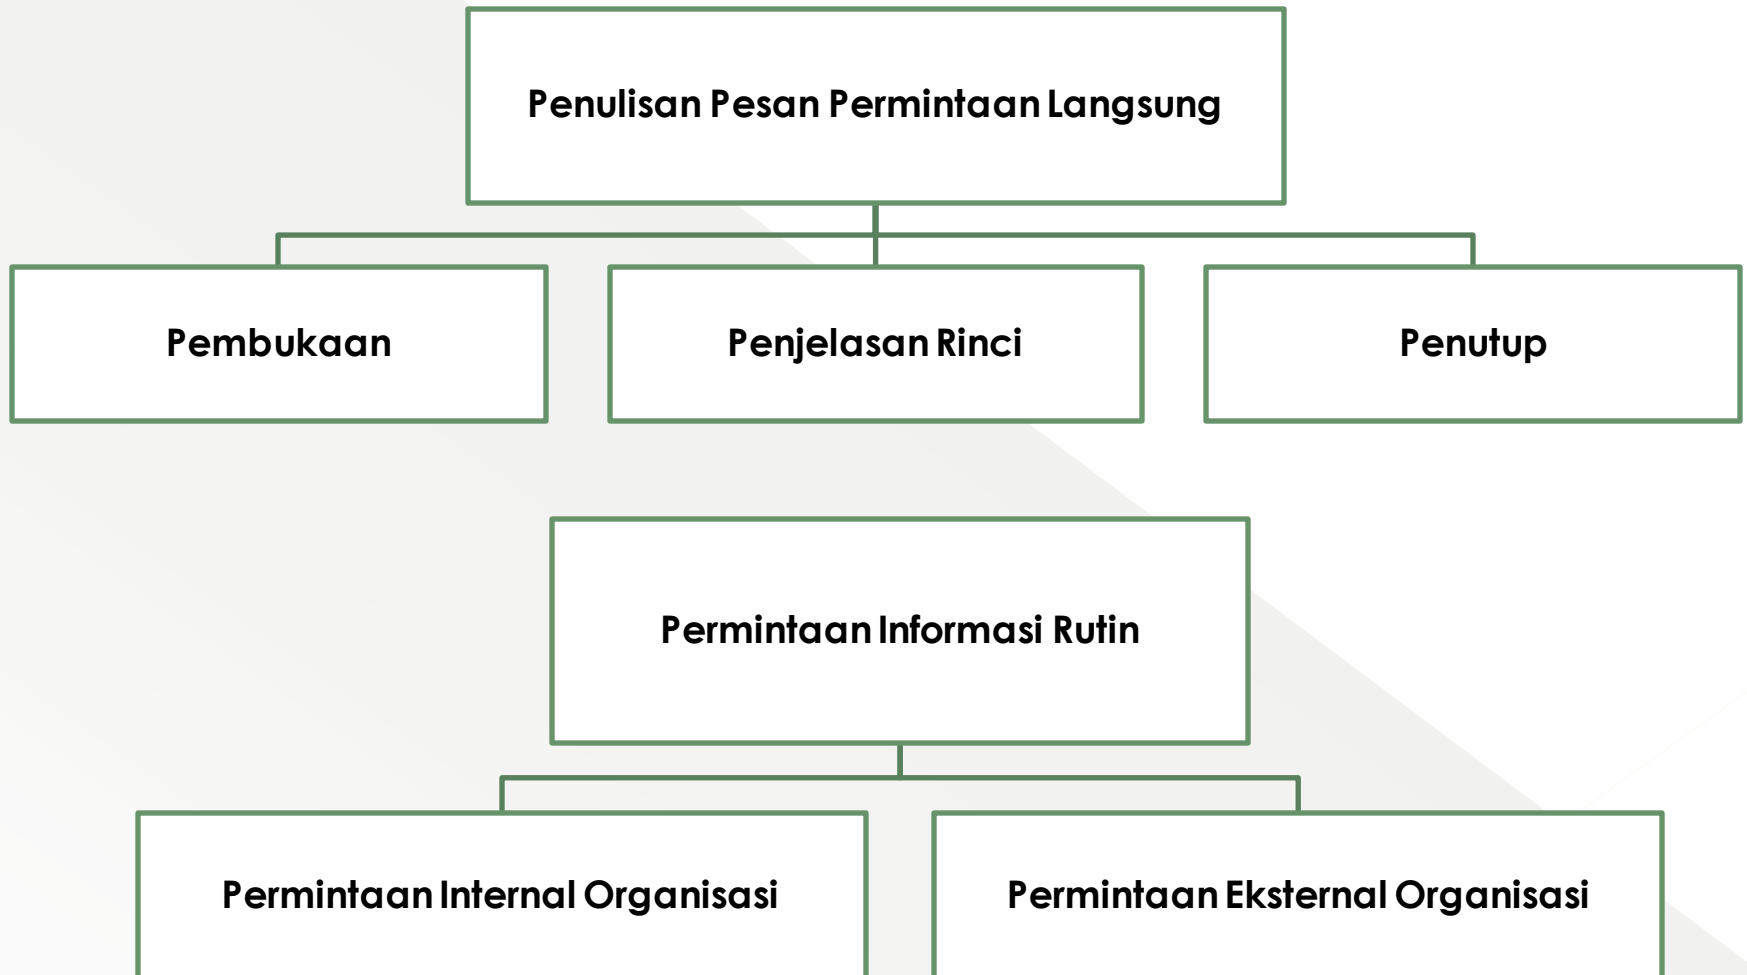 Penulisan Pesan Permintaan Langsung
Pembukaan
Penjelasan Rinci
Penutup
Permintaan Informasi Rutin
Permintaan Internal Organisasi
Permintaan Eksternal Organisasi